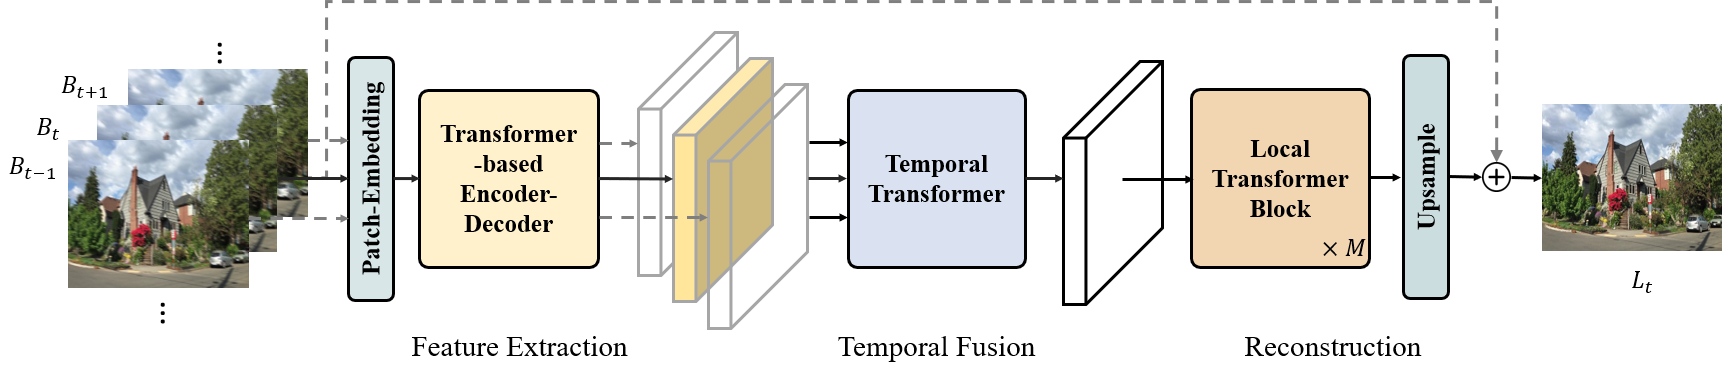 ⋮
B_{t+1}
B_t
B_{t-1}
⋮
Patch-Embedding
Transformer
-based
Encoder-
Decoder
Temporal
Transformer
Local
Transformer
Block
× M
Upsample
+
L_t
Feature Extraction
Temporal Fusion
Reconstruction